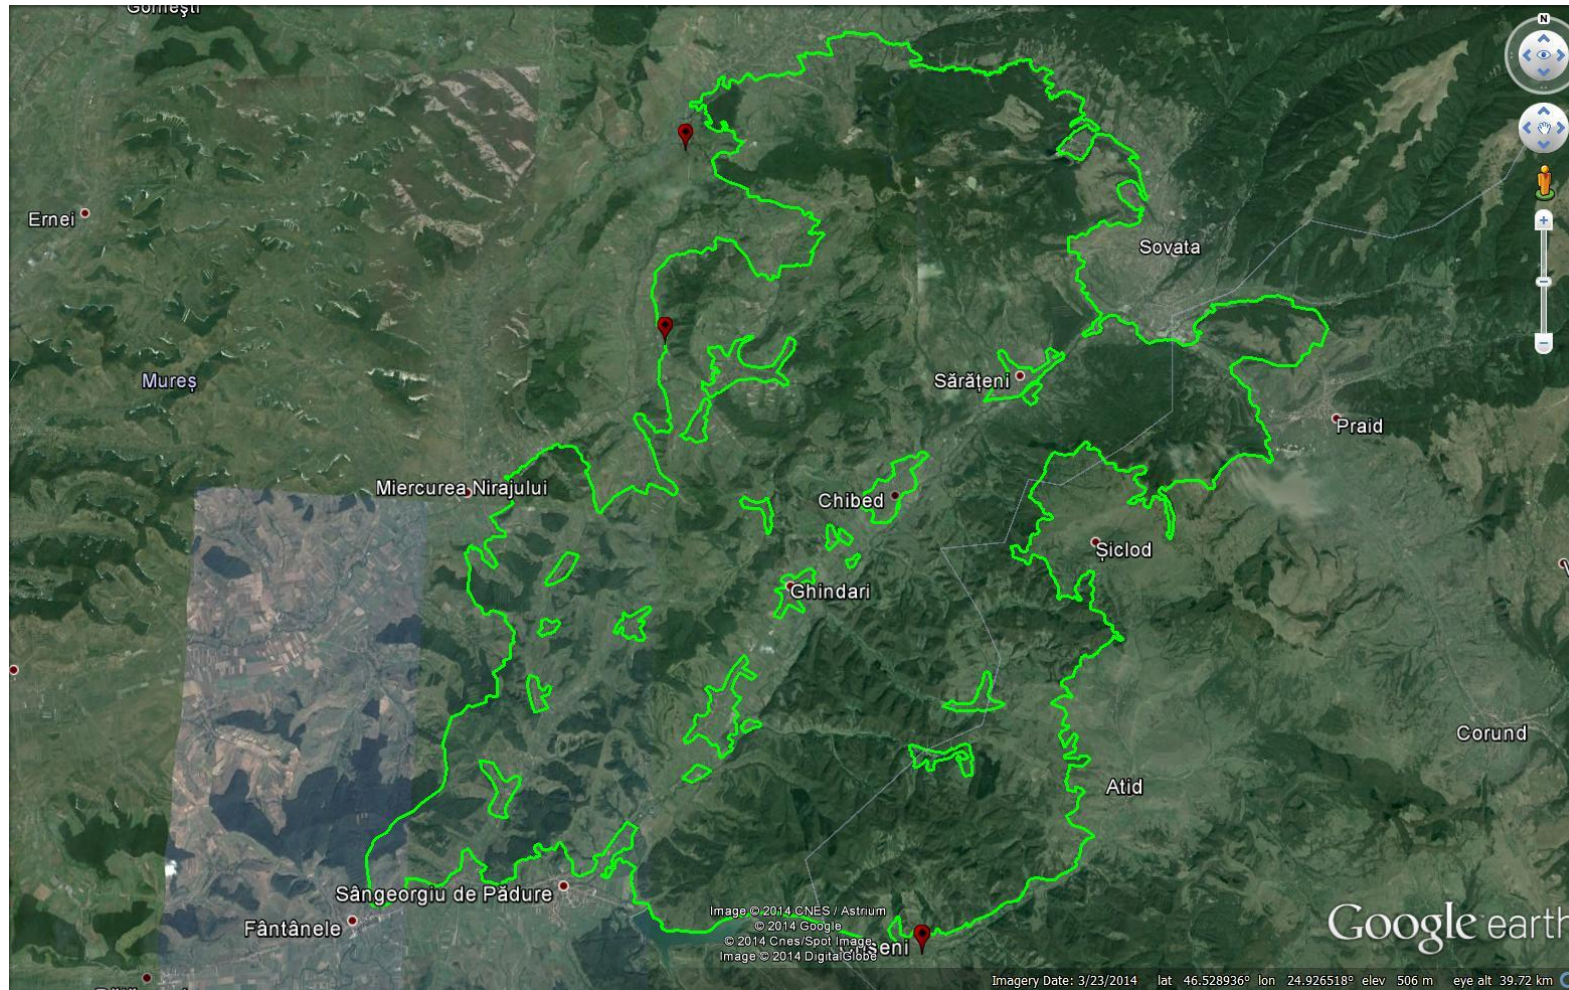 Gornești
N
Ernei
Sovata
Mureș
Sărățeni
Praid
Miercurea Nirajului
Chibed
Șiclod
Ghindari
Corund
Atid
Sângeorgiu de Pădure
Fântânele
Image © 2014 CNES / Astrium
© 2014 Google
© 2014 Cnes/Spot Image
Image © 2014 DigitalGlobe
Crișeni
Google earth
Imagery Date: 3/23/2014 lat 46.528936° lon 24.926518° elev 506 m eye alt 39.72 km